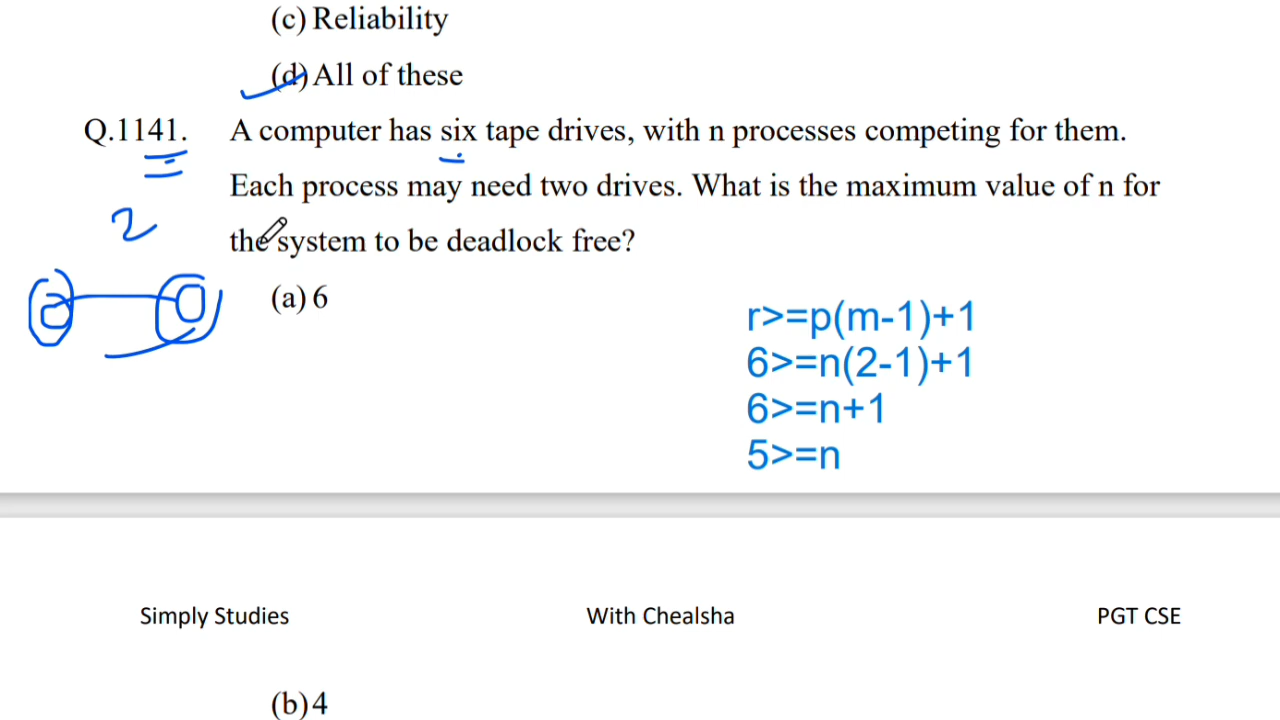 (c) Reliability
(d) All of these
Q.1141. A computer has six tape drives, with n processes competing for them.
Each process may need two drives. What is the maximum value of n for
the system to be deadlock free?
2
(a) 6
r>=p(m-1)+1
6>=n(2-1)+1
6>=n+1
5>=n
Simply Studies With Chealsha PGT CSE
(b) 4